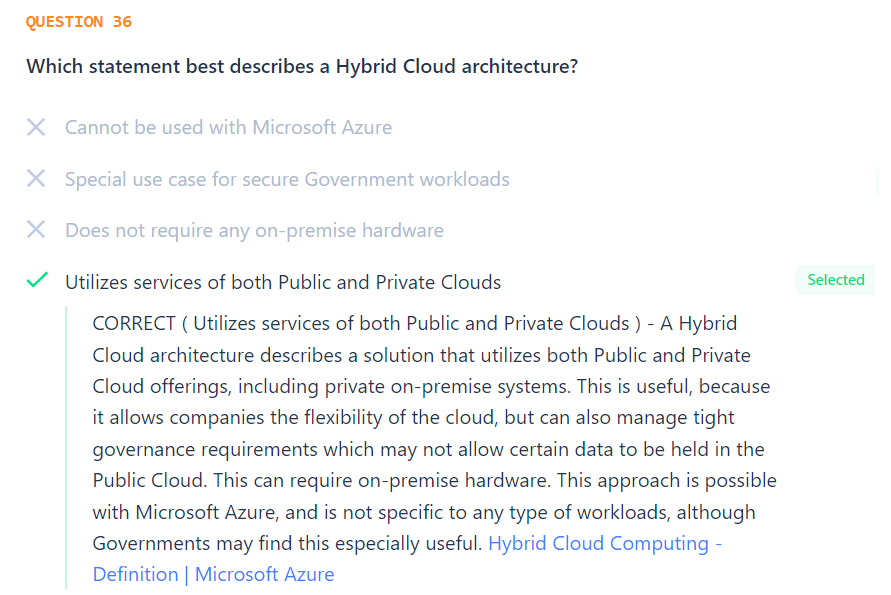 QUESTION 36
Which statement best describes a Hybrid Cloud architecture?
Cannot be used with Microsoft Azure
Special use case for secure Government workloads
Does not require any on-premise hardware
Utilizes services of both Public and Private Clouds
Selected
CORRECT ( Utilizes services of both Public and Private Clouds ) - A Hybrid
Cloud architecture describes a solution that utilizes both Public and Private
Cloud offerings, including private on-premise systems. This is useful, because
it allows companies the flexibility of the cloud, but can also manage tight
governance requirements which may not allow certain data to be held in the
Public Cloud. This can require on-premise hardware. This approach is possible
with Microsoft Azure, and is not specific to any type of workloads, although
Governments may find this especially useful. Hybrid Cloud Computing -
Definition | Microsoft Azure